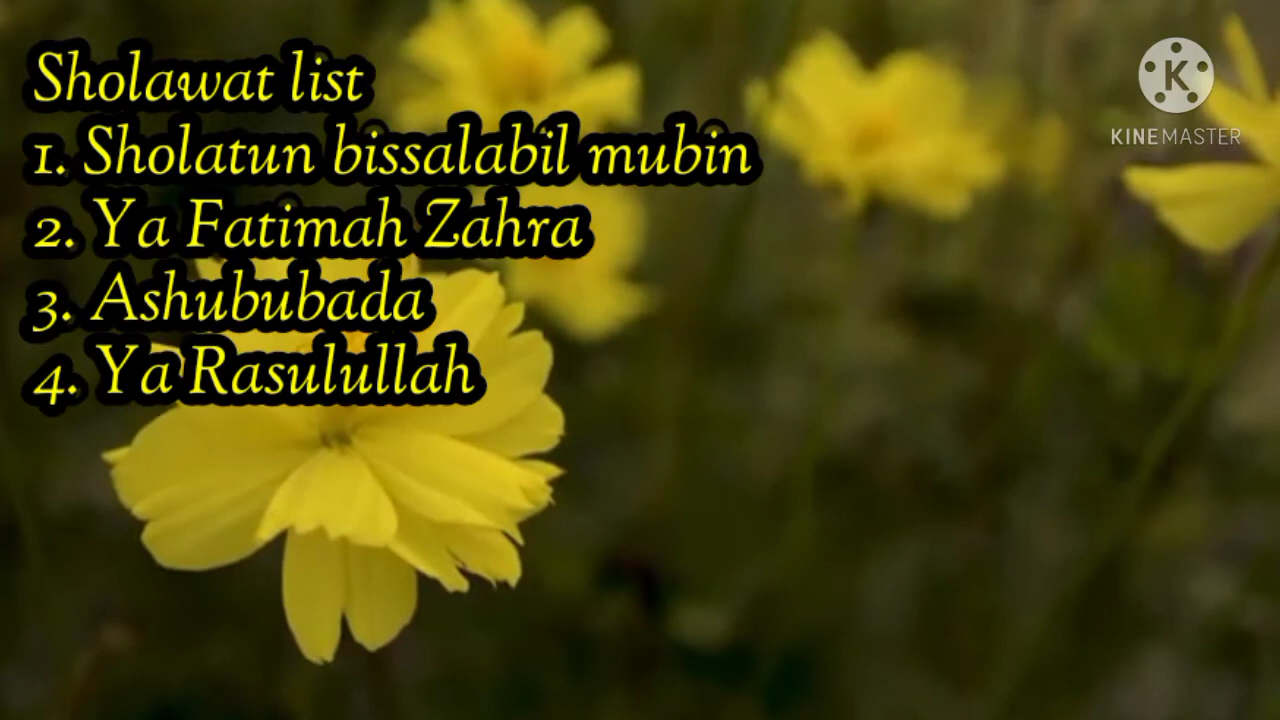 Sholawat list
1. Sholatun bissalabil mubin
2. Ya Fatimah Zahra
3. Ashububada
4. Ya Rasulullah
K
KINEMASTER